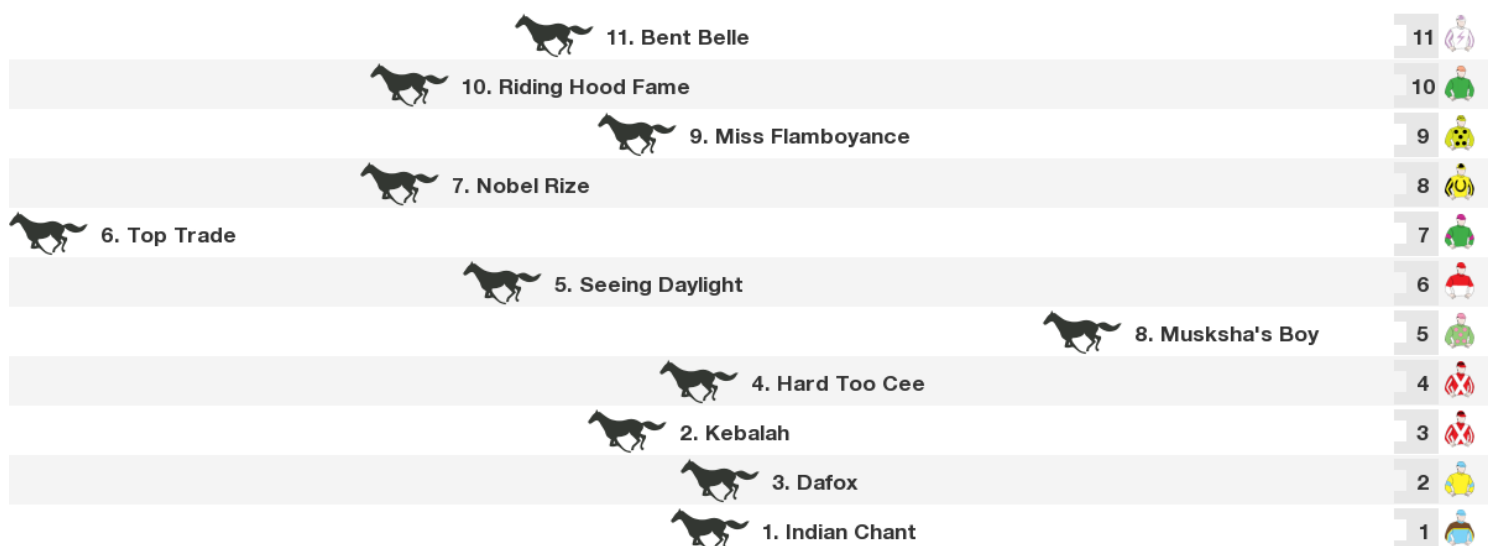 11. Bent Belle 11
10. Riding Hood Fame 10
9. Miss Flamboyance 9
7. Nobel Rize 8
6. Top Trade 7
5. Seeing Daylight 6
8. Musksha's Boy 5
4. Hard Too Cee 4
2. Kebalah 3
3. Dafox 2
1. Indian Chant 1